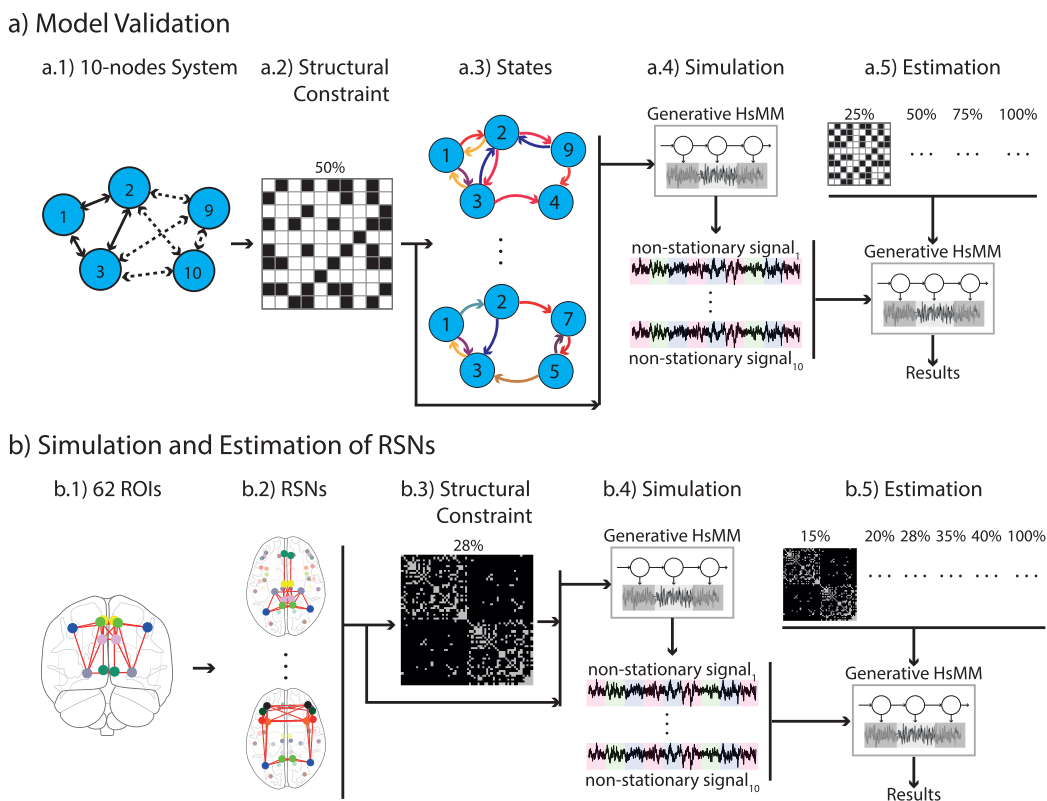 a) Model Validation
a.1) 10-nodes System
a.2) Structural
Constraint
a.3) States
a.4) Simulation
a.5) Estimation
50%
Generative HsMM
25%
50%
75%
100%
1
2
3
9
10
1
2
9
3
4
1
2
7
3
5
non-stationary signal1
non-stationary signal10
Generative HsMM
Results
b) Simulation and Estimation of RSNs
b.1) 62 ROIs
b.2) RSNs
b.3) Structural
Constraint
b.4) Simulation
b.5) Estimation
28%
Generative HsMM
15%
20%
28%
35%
40%
100%
non-stationary signal1
non-stationary signal10
Generative HsMM
Results